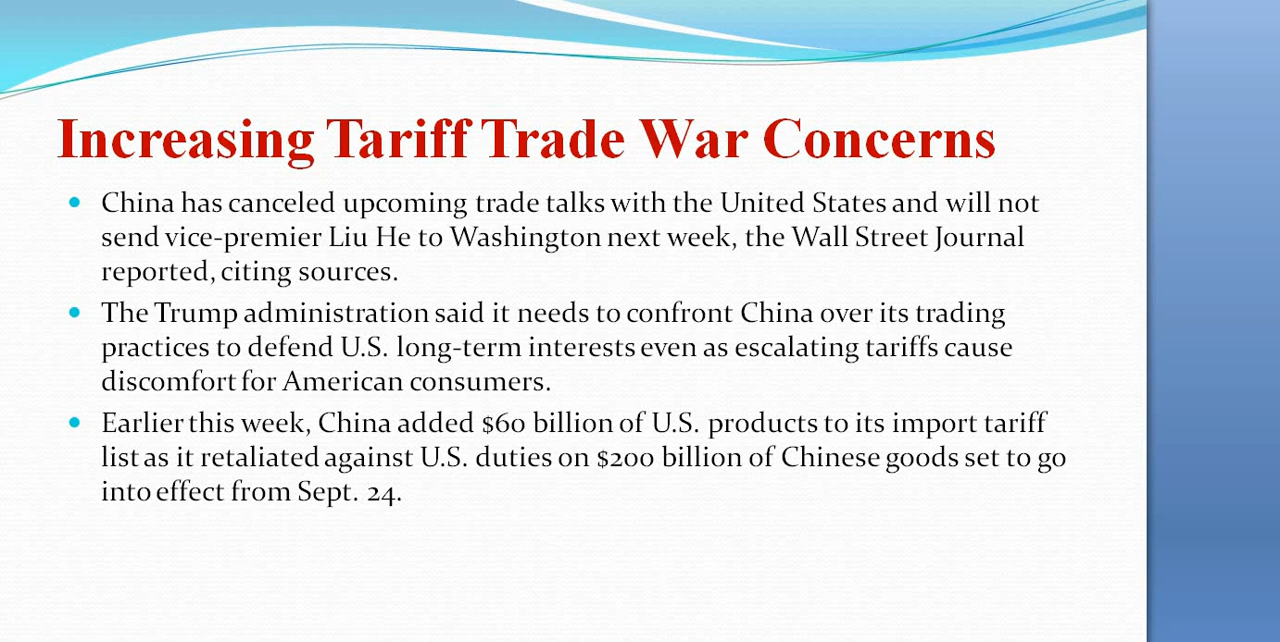 Increasing Tariff Trade War Concerns
• China has canceled upcoming trade talks with the United States and will not
send vice-premier Liu He to Washington next week, the Wall Street Journal
reported, citing sources.
• The Trump administration said it needs to confront China over its trading
practices to defend U.S. long-term interests even as escalating tariffs cause
discomfort for American consumers.
• Earlier this week, China added $60 billion of U.S. products to its import tariff
list as it retaliated against U.S. duties on $200 billion of Chinese goods set to go
into effect from Sept. 24.